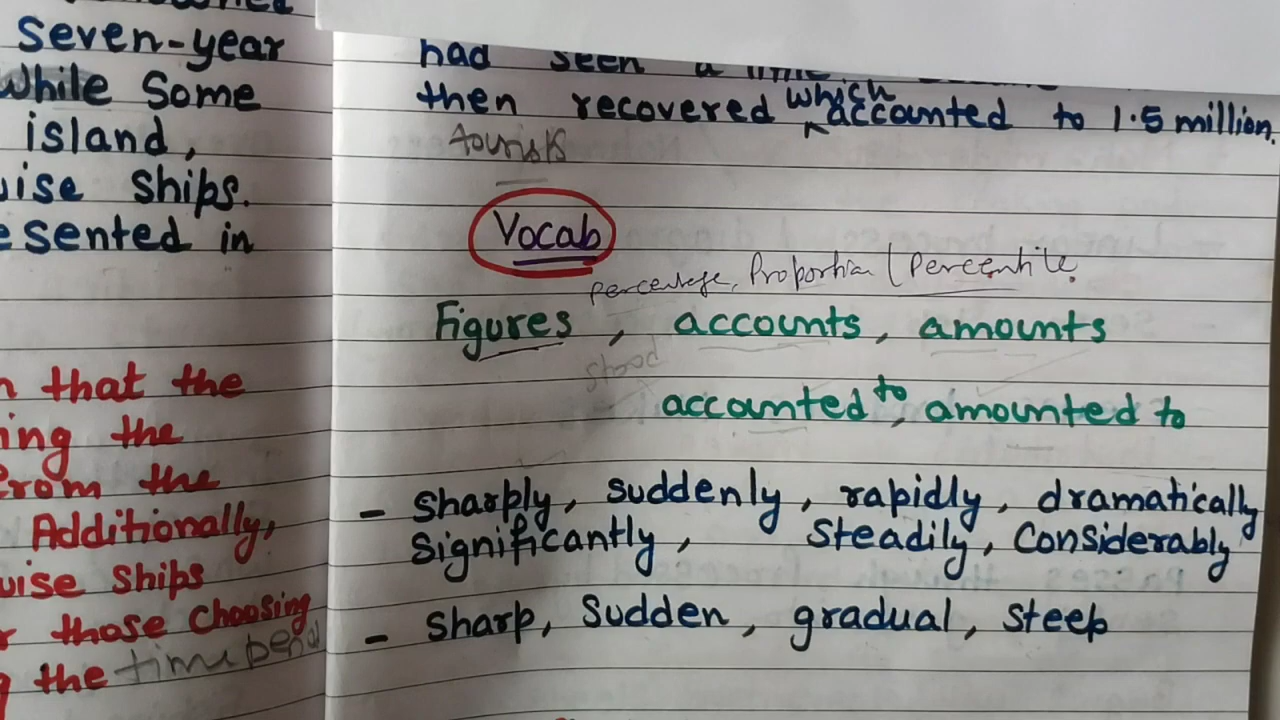 seven-year
While Some
island,
ships.
esented in
that the
ing the
from the
Additionally,
uise Ships
those choosing
the time period
had seen a
then recovered which accounted to 1.5 million.
tourists
Vocab
percentage, Proportion ( Percentile.
Figures, accounts, amounts
stood
accounted to, amounted to
- Sharply, suddenly, rapidly, dramatically
Significantly, Steadily, Considerably
- Sharp, Sudden, gradual, steep